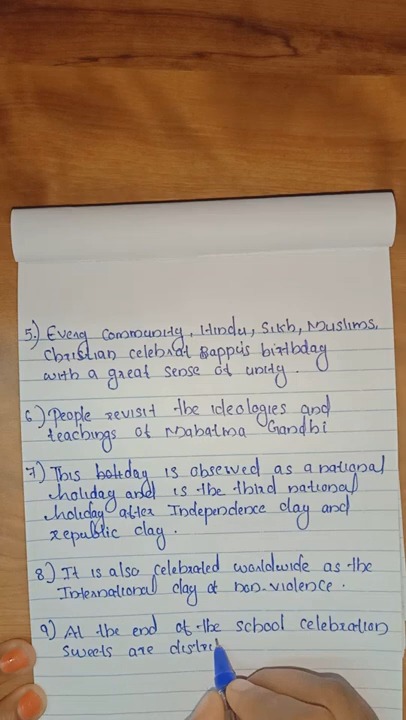 5.) Every community, Hindu, Sikh, Muslims,
Christian celebrat Bappu's birthday
with a great sense of unity.
6.) People revisit the ideologies and
teachings of Mahatma Gandhi
7.) This holiday is observed as a national
holiday and is the third national
holiday after Independence day and
republic day.
8.) It is also celebrated worldwide as the
International day of non-violence.
9.) At the end of the school celebration
sweets are distri